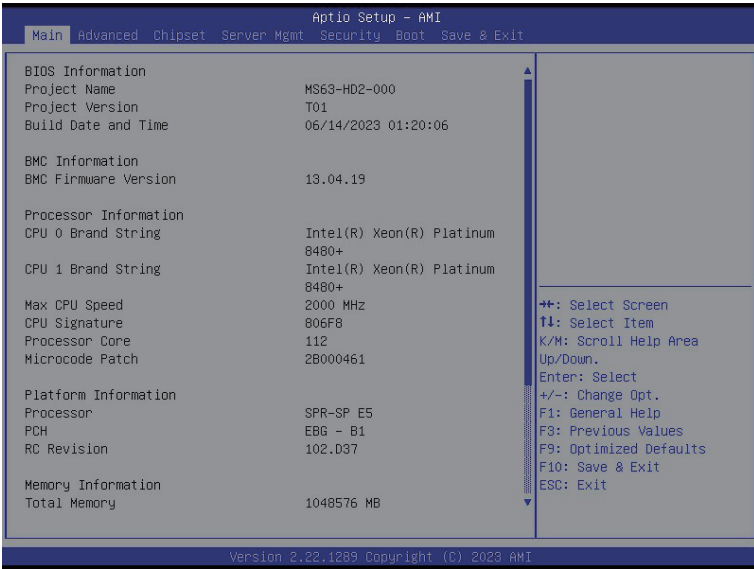 Aptio Setup – AMI
Main Advanced Chipset Server Mgmt Security Boot Save & Exit
BIOS Information
Project Name MS63-HD2-000
Project Version T01
Build Date and Time 06/14/2023 01:20:06
BMC Information
BMC Firmware Version 13.04.19
Processor Information
CPU 0 Brand String Intel(R) Xeon(R) Platinum
8480+
CPU 1 Brand String Intel(R) Xeon(R) Platinum
8480+
Max CPU Speed 2000 MHz
CPU Signature 806F8
Processor Core 112
Microcode Patch 2B000461
Platform Information
Processor SPR-SP E5
PCH EBG – B1
RC Revision 102.D37
Memory Information
Total Memory 1048576 MB
→←: Select Screen
↑↓: Select Item
K/M: Scroll Help Area
Up/Down.
Enter: Select
+/-: Change Opt.
F1: General Help
F3: Previous Values
F9: Optimized Defaults
F10: Save & Exit
ESC: Exit
Version 2.22.1289 Copyright (C) 2023 AMI